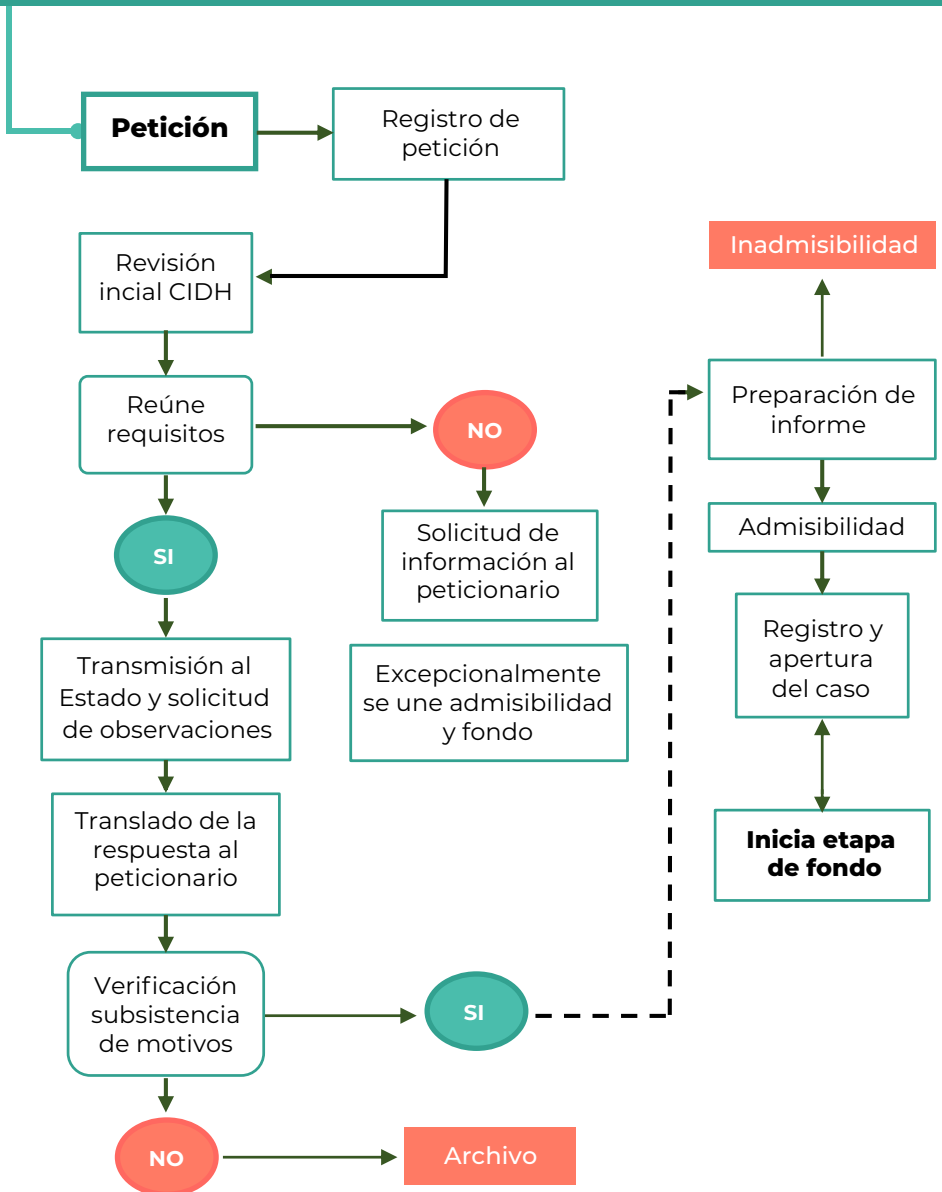 Petición
Registro de
petición
Revisión
incial CIDH
Reúne
requisitos
NO
Solicitud de
información al
peticionario
SI
Transmisión al
Estado y solicitud
de observaciones
Excepcionalmente
se une admisibilidad
y fondo
Translado de la
respuesta al
peticionario
Verificación
subsistencia
de motivos
SI
NO
Archivo
Inadmisibilidad
Preparación de
informe
Admisibilidad
Registro y
apertura
del caso
Inicia etapa
de fondo